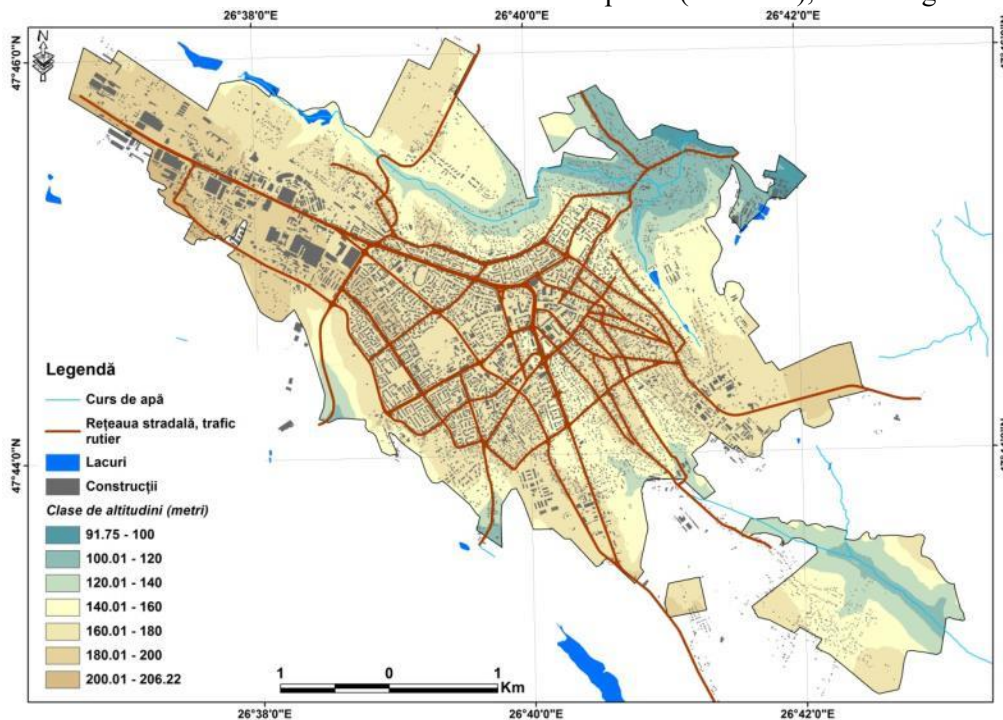 26°38'0"E 26°40'0"E 26°42'0"E
47°46'0"N
N
Legendă
Curs de apă
Rețeaua stradală, trafic
rutier
Lacuri
Construcții
Clase de altitudini (metri)
91.75 - 100
100.01 - 120
120.01 - 140
140.01 - 160
160.01 - 180
180.01 - 200
200.01 - 206.22
47°44'0"N
1 0 1
Km
26°38'0"E 26°40'0"E 26°42'0"E